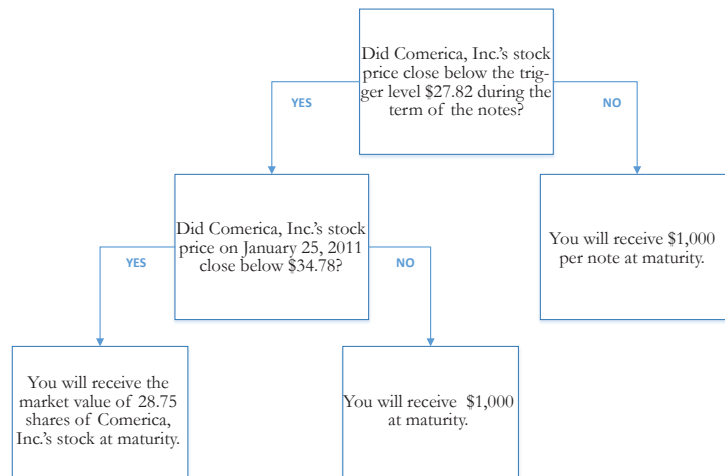 Did Comerica, Inc.'s stock
price close below the trig-
ger level $27.82 during the
term of the notes?
YES
NO
Did Comerica, Inc.'s stock
price on January 25, 2011
close below $34.78?
You will receive $1,000
per note at maturity.
YES
NO
You will receive the
market value of 28.75
shares of Comerica,
Inc.'s stock at maturity.
You will receive $1,000
at maturity.